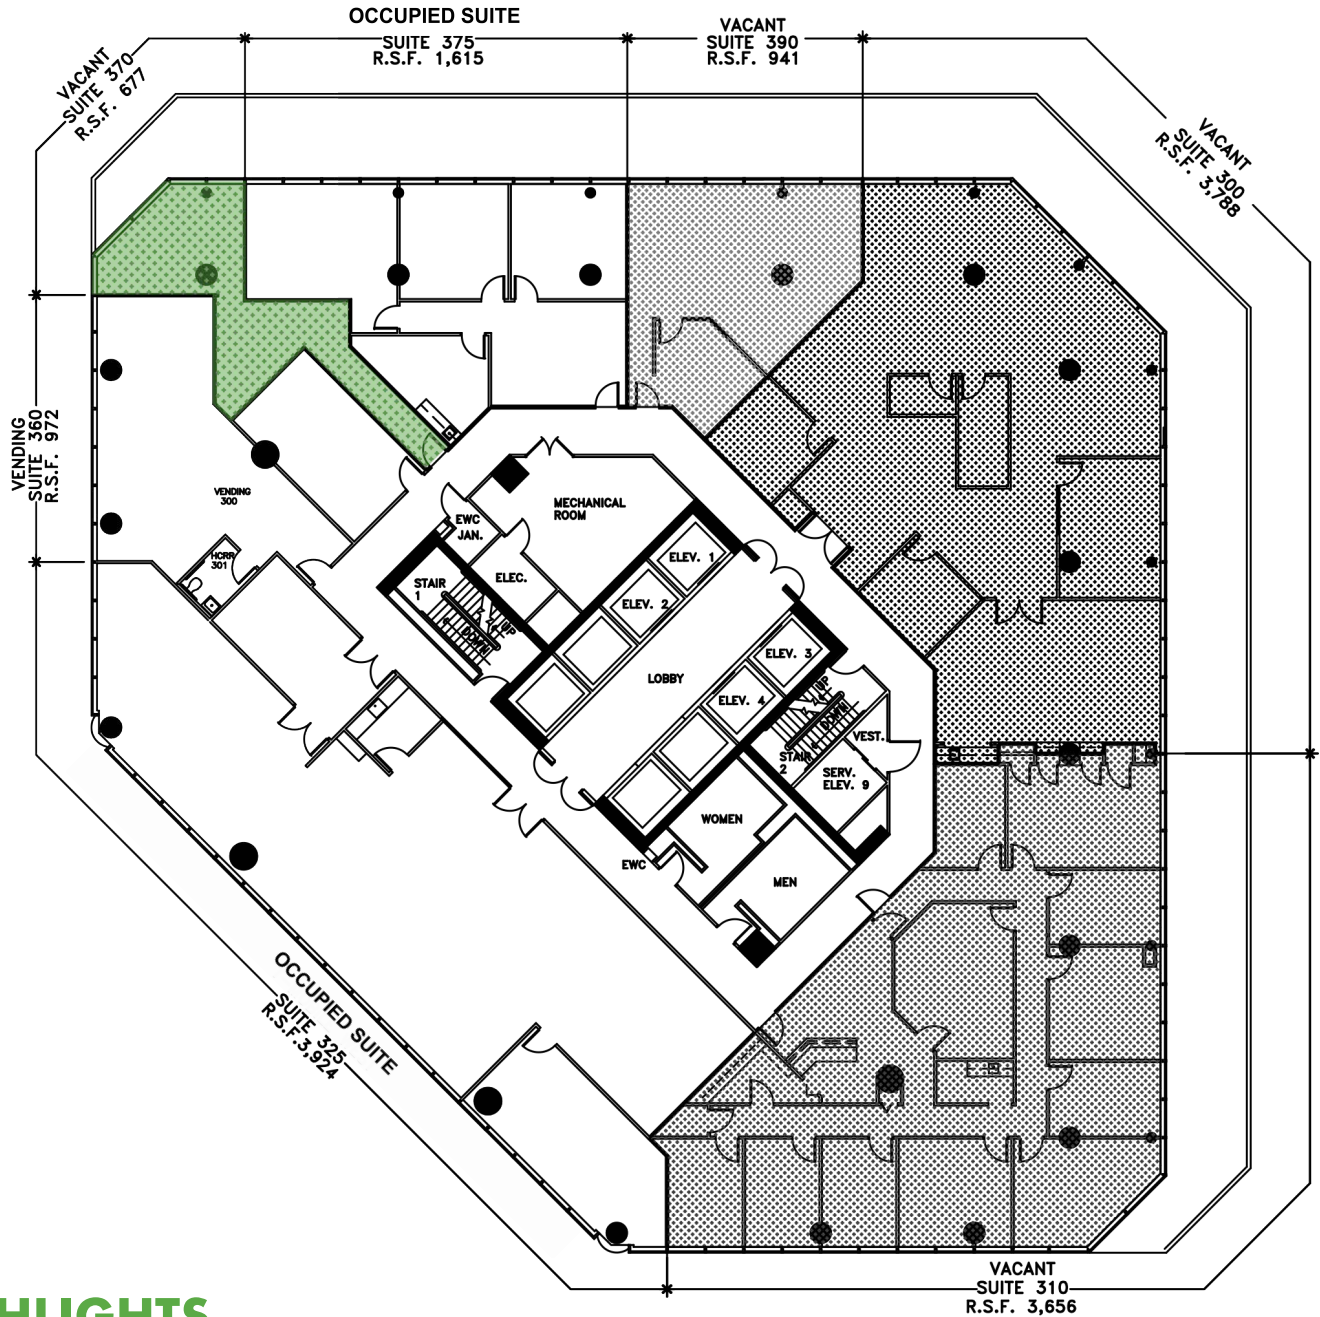 OCCUPIED SUITE
SUITE 375
R.S.F. 1,615
VACANT
SUITE 390
R.S.F. 941
VACANT
SUITE 370
R.S.F. 677
VACANT
SUITE 300
R.S.F. 3,788
VENDING
SUITE 360
R.S.F. 972
VENDING
300
HCRR
301
MECHANICAL
ROOM
EWC
JAN.
ELEC.
STAIR
1
UP
DOWN
ELEV. 1
ELEV. 2
LOBBY
ELEV. 3
ELEV. 4
UP
DOWN
STAIR
2
VEST.
SERV.
ELEV. 9
WOMEN
EWC
MEN
OCCUPIED SUITE
SUITE 325
R.S.F.3,924
VACANT
SUITE 310
R.S.F. 3,656